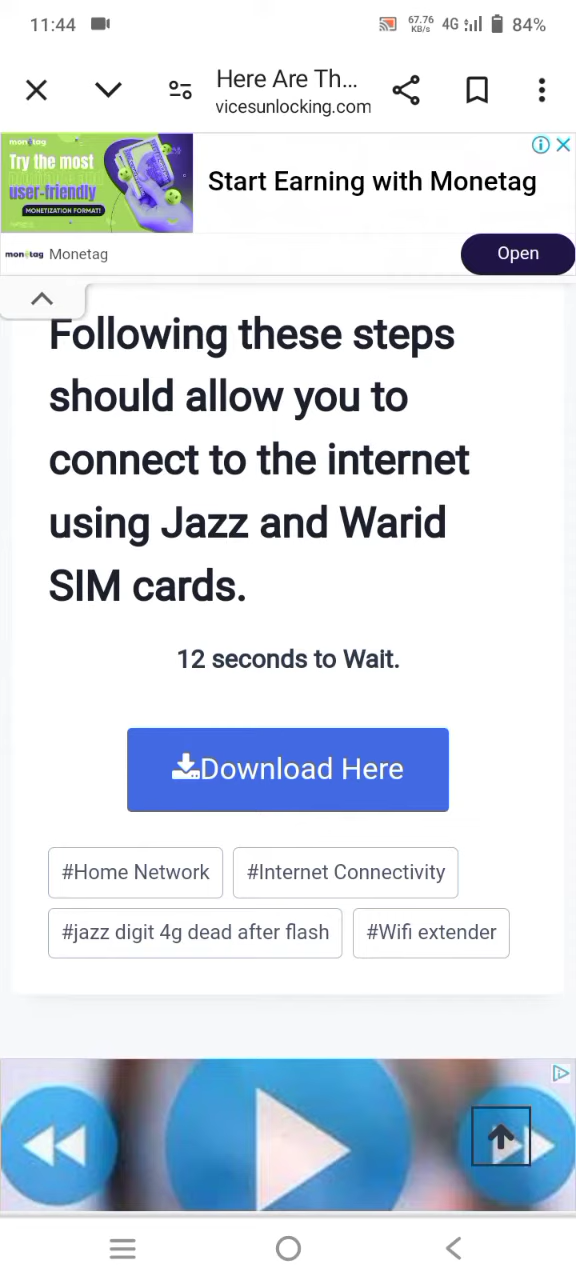 11:44
67.76
KB/s
4G
84%
Here Are Th...
vicesunlocking.com
monetag
Try the most
user-friendly
MONETIZATION FORMAT!
Start Earning with Monetag
monetag Monetag
Open
Following these steps
should allow you to
connect to the internet
using Jazz and Warid
SIM cards.
12 seconds to Wait.
Download Here
#Home Network #Internet Connectivity
#jazz digit 4g dead after flash #Wifi extender